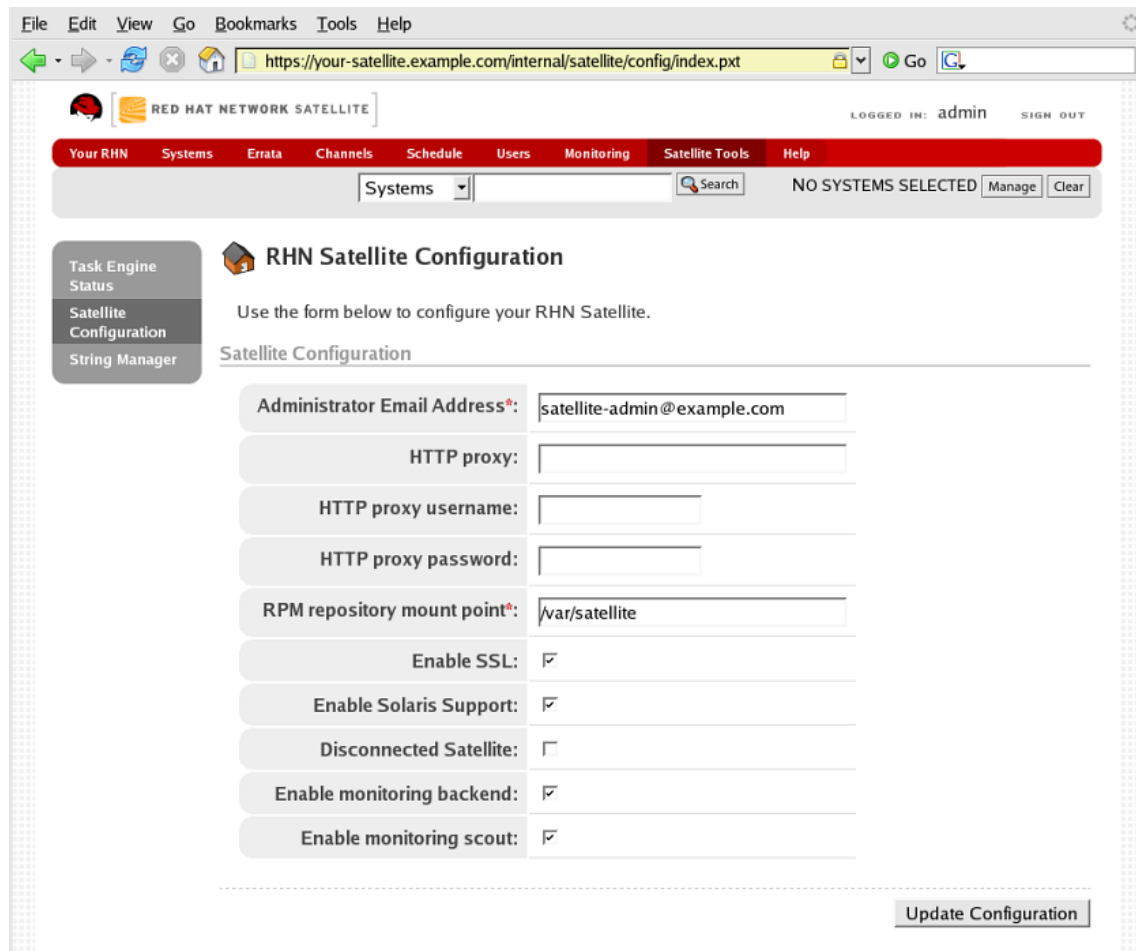 File Edit View Go Bookmarks Tools Help
https://your-satellite.example.com/internal/satellite/config/index.pxt Go G
RED HAT NETWORK SATELLITE LOGGED IN: admin SIGN OUT
Your RHN Systems Errata Channels Schedule Users Monitoring Satellite Tools Help
Systems Search NO SYSTEMS SELECTED Manage Clear
Task Engine
Status
Satellite
Configuration
String Manager
RHN Satellite Configuration
Use the form below to configure your RHN Satellite.
Satellite Configuration
Administrator Email Address*: satellite-admin@example.com
HTTP proxy:
HTTP proxy username:
HTTP proxy password:
RPM repository mount point*: /var/satellite
Enable SSL:
Enable Solaris Support:
Disconnected Satellite:
Enable monitoring backend:
Enable monitoring scout:
Update Configuration